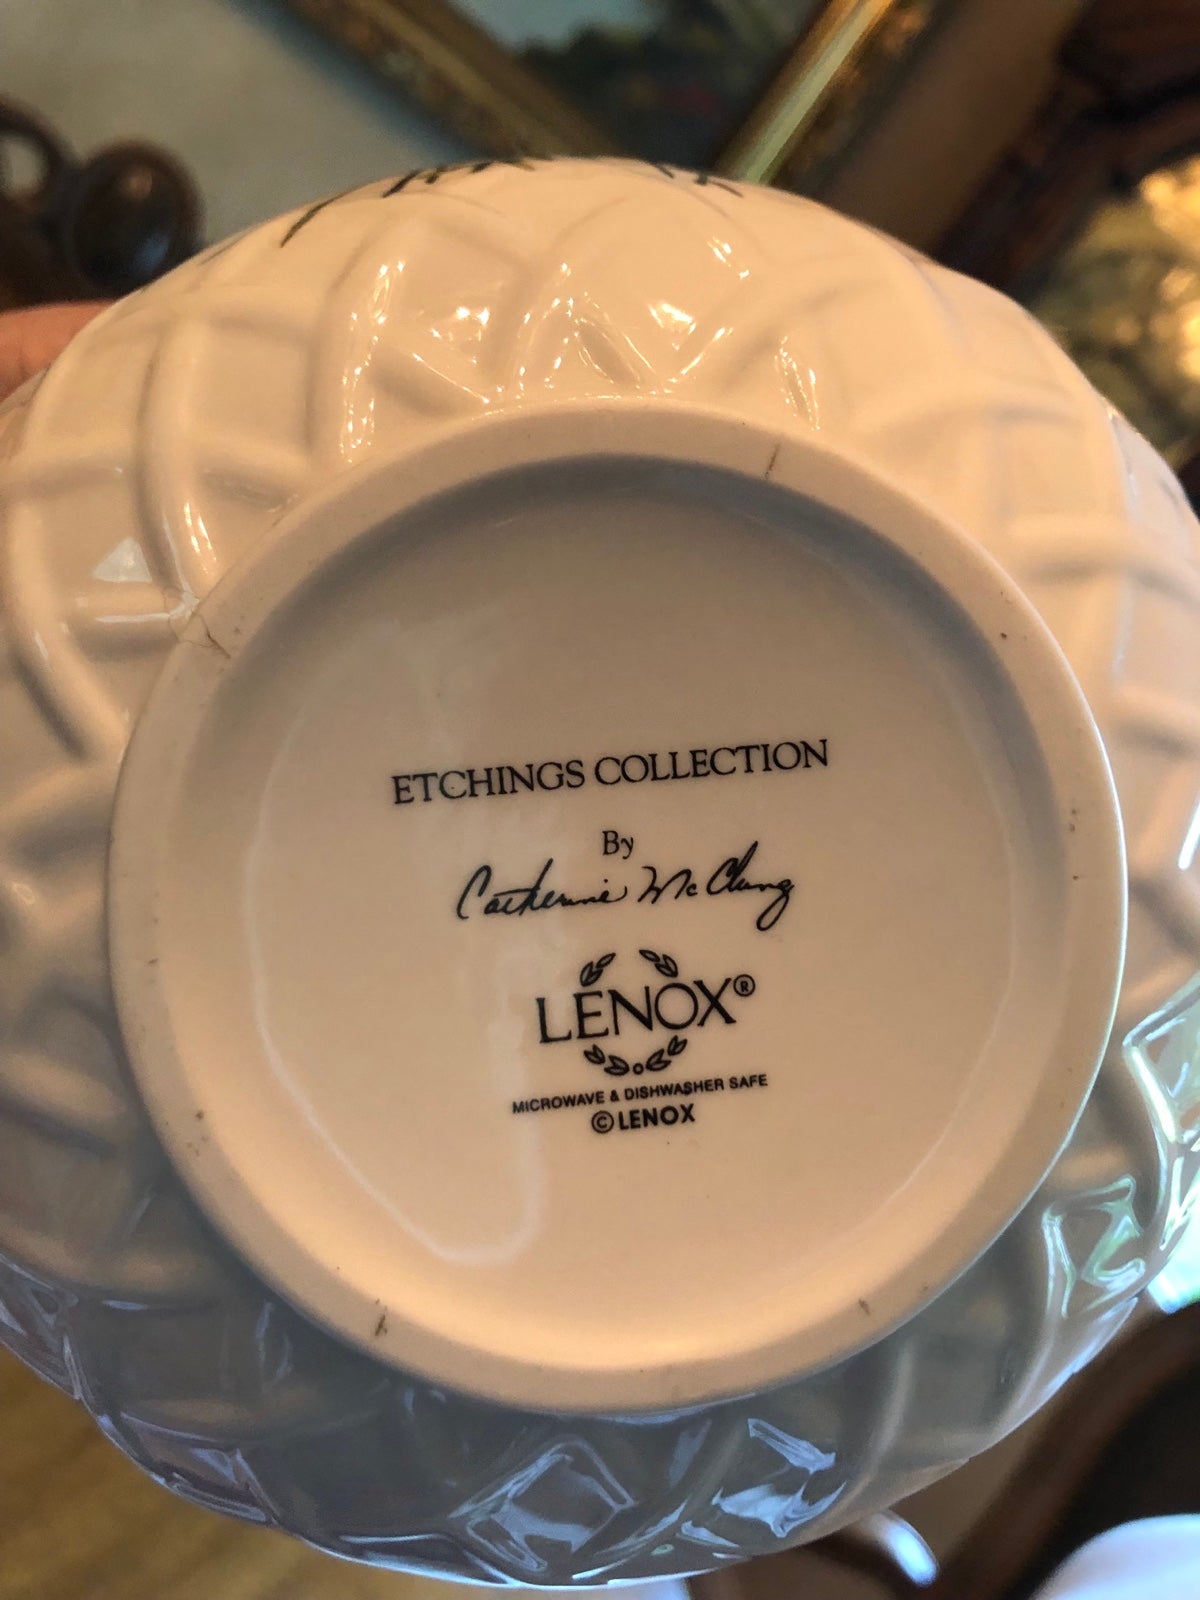 ETCHINGS COLLECTION
By
Catherine McClung
LENOX®
MICROWAVE & DISHWASHER SAFE
© LENOX